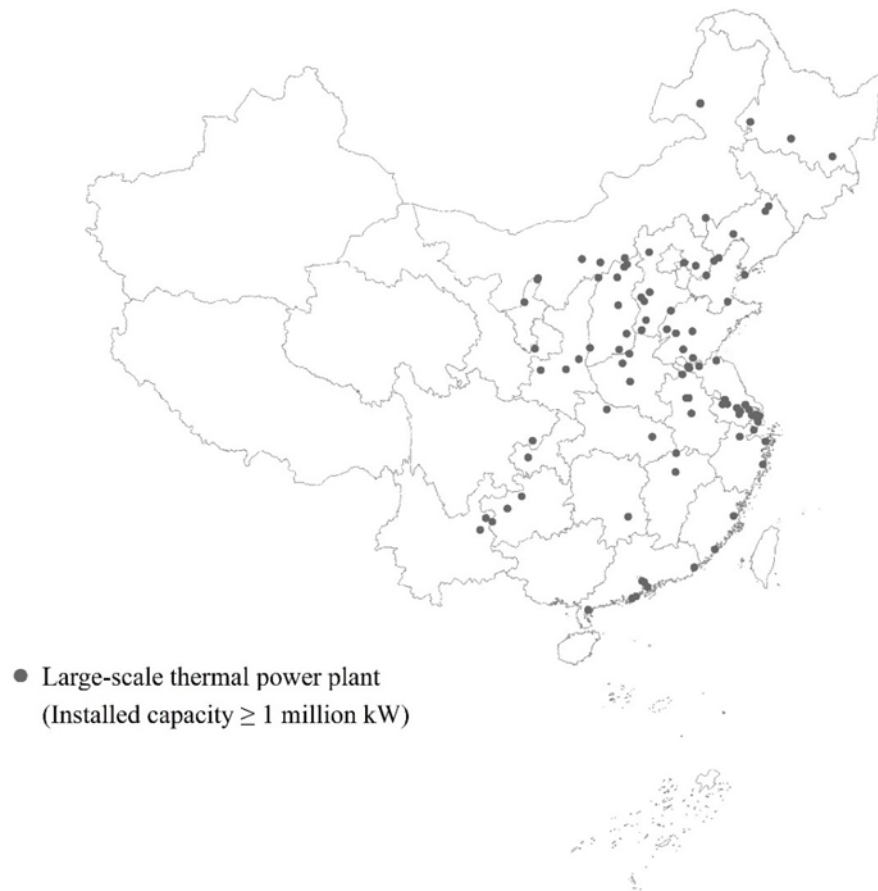 Large-scale thermal power plant
(Installed capacity ≥ 1 million kW)